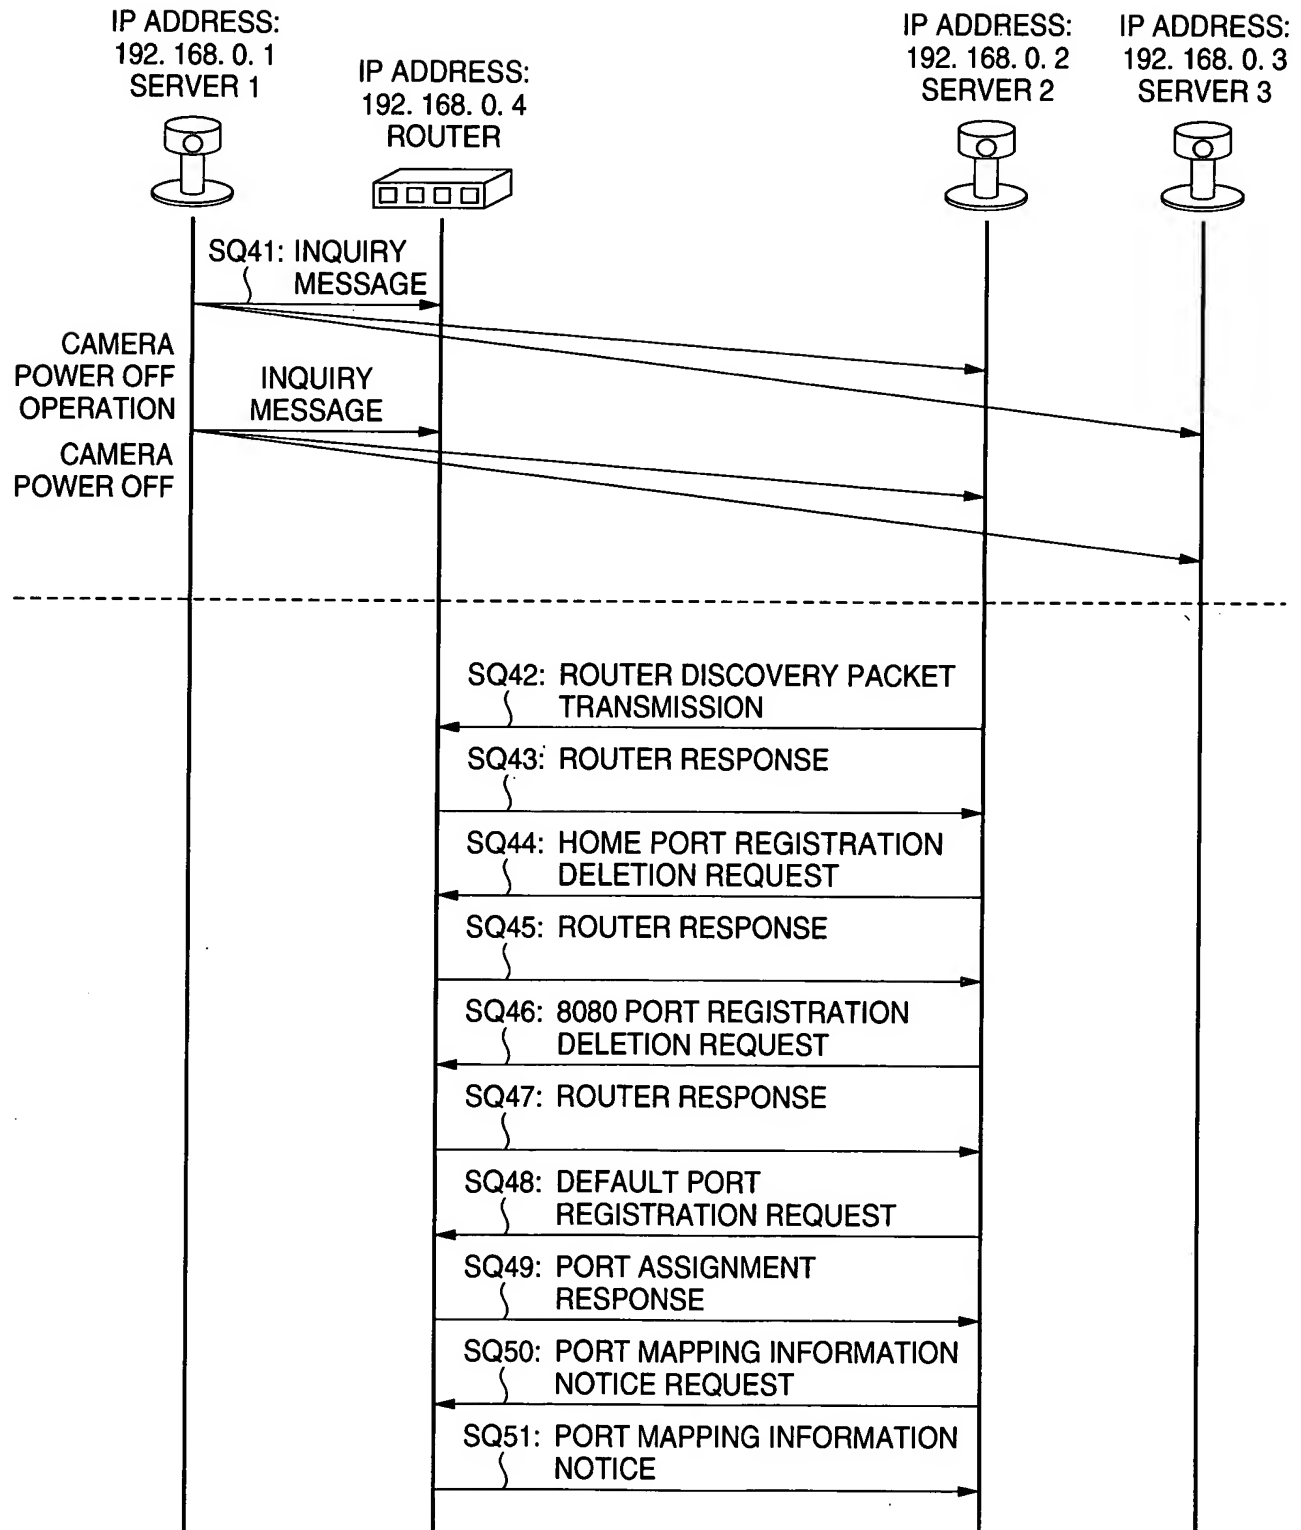 IP ADDRESS:
192. 168. 0. 1
SERVER 1
IP ADDRESS:
192. 168. 0. 4
ROUTER
IP ADDRESS:
192. 168. 0. 2
SERVER 2
IP ADDRESS:
192. 168. 0. 3
SERVER 3
SQ41: INQUIRY
MESSAGE
CAMERA
POWER OFF
OPERATION
INQUIRY
MESSAGE
CAMERA
POWER OFF
SQ42: ROUTER DISCOVERY PACKET
TRANSMISSION
SQ43: ROUTER RESPONSE
SQ44: HOME PORT REGISTRATION
DELETION REQUEST
SQ45: ROUTER RESPONSE
SQ46: 8080 PORT REGISTRATION
DELETION REQUEST
SQ47: ROUTER RESPONSE
SQ48: DEFAULT PORT
REGISTRATION REQUEST
SQ49: PORT ASSIGNMENT
RESPONSE
SQ50: PORT MAPPING INFORMATION
NOTICE REQUEST
SQ51: PORT MAPPING INFORMATION
NOTICE